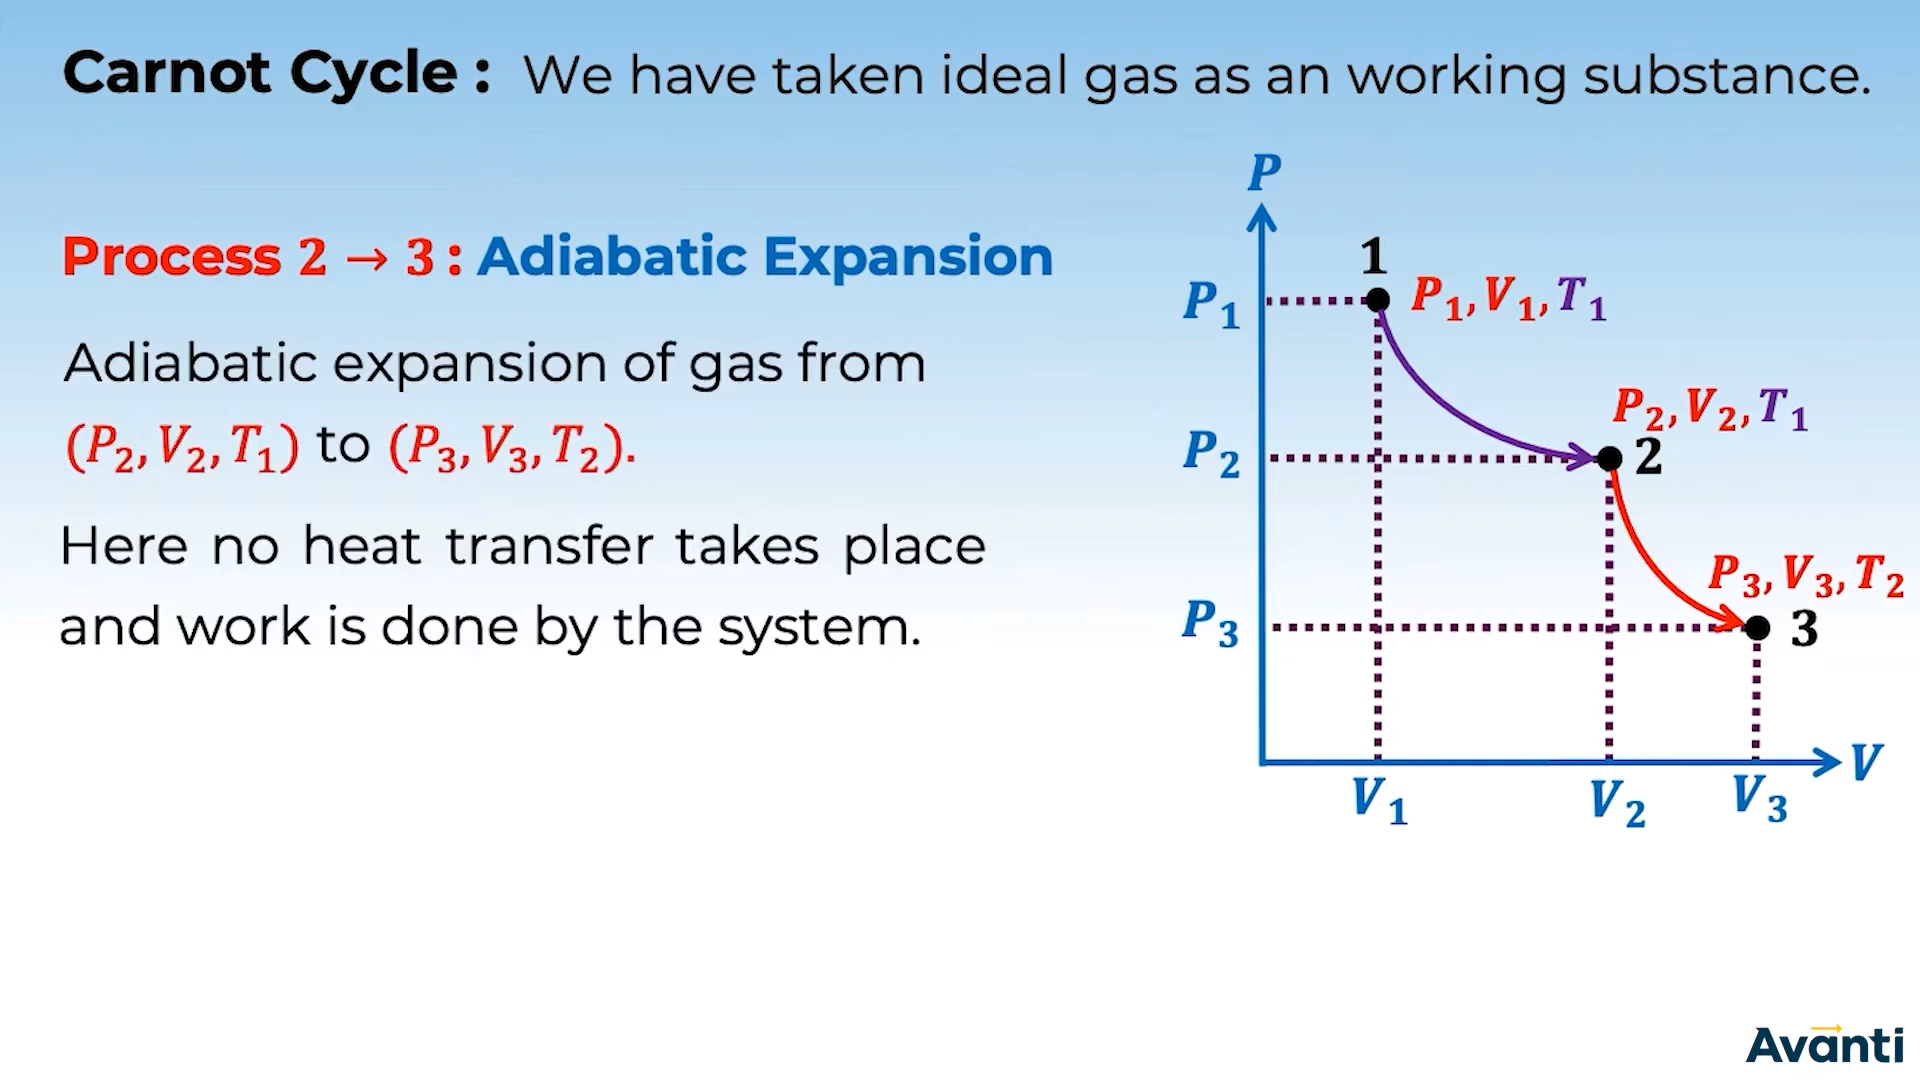 Carnot Cycle : We have taken ideal gas as an working substance.
Process 2 → 3 : Adiabatic Expansion
Adiabatic expansion of gas from
(P₂, V₂, T₁) to (P₃, V₃, T₂).
Here no heat transfer takes place
and work is done by the system.
P
1
P₁
P₁, V₁, T₁
P₂, V₂, T₁
P₂
2
P₃, V₃, T₂
P₃
3
V
V₁
V₂
V₃
Avanti